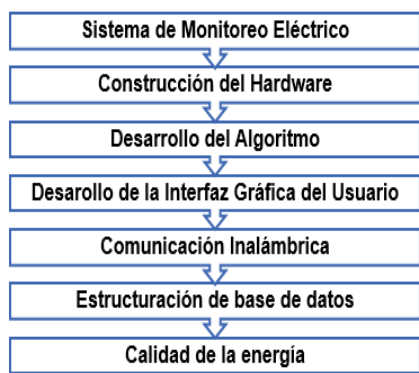 Sistema de Monitoreo Eléctrico
Construcción del Hardware
Desarrollo del Algoritmo
Desarollo de la Interfaz Gráfica del Usuario
Comunicación Inalámbrica
Estructuración de base de datos
Calidad de la energía